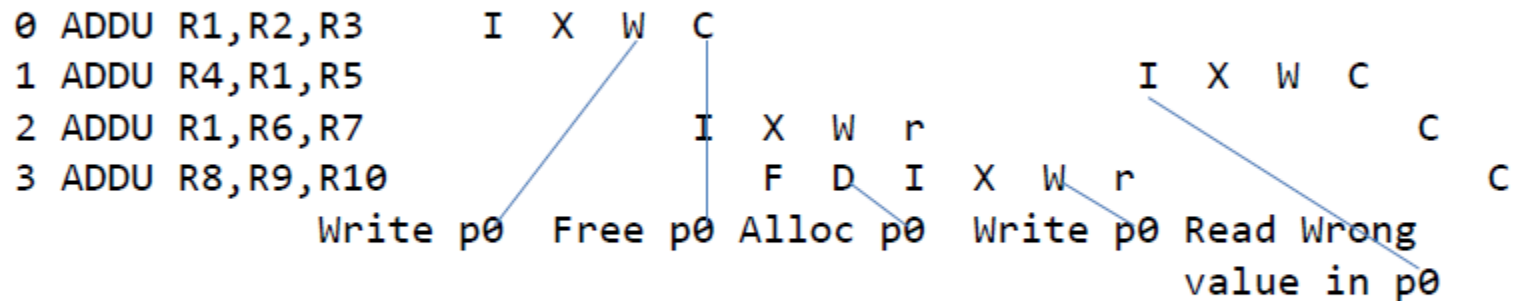 0 ADDU R1,R2,R3 I X W C
1 ADDU R4,R1,R5 I X W C
2 ADDU R1,R6,R7 I X W r C
3 ADDU R8,R9,R10 F D I X W r C
Write p0 Free p0 Alloc p0 Write p0 Read Wrong
value in p0